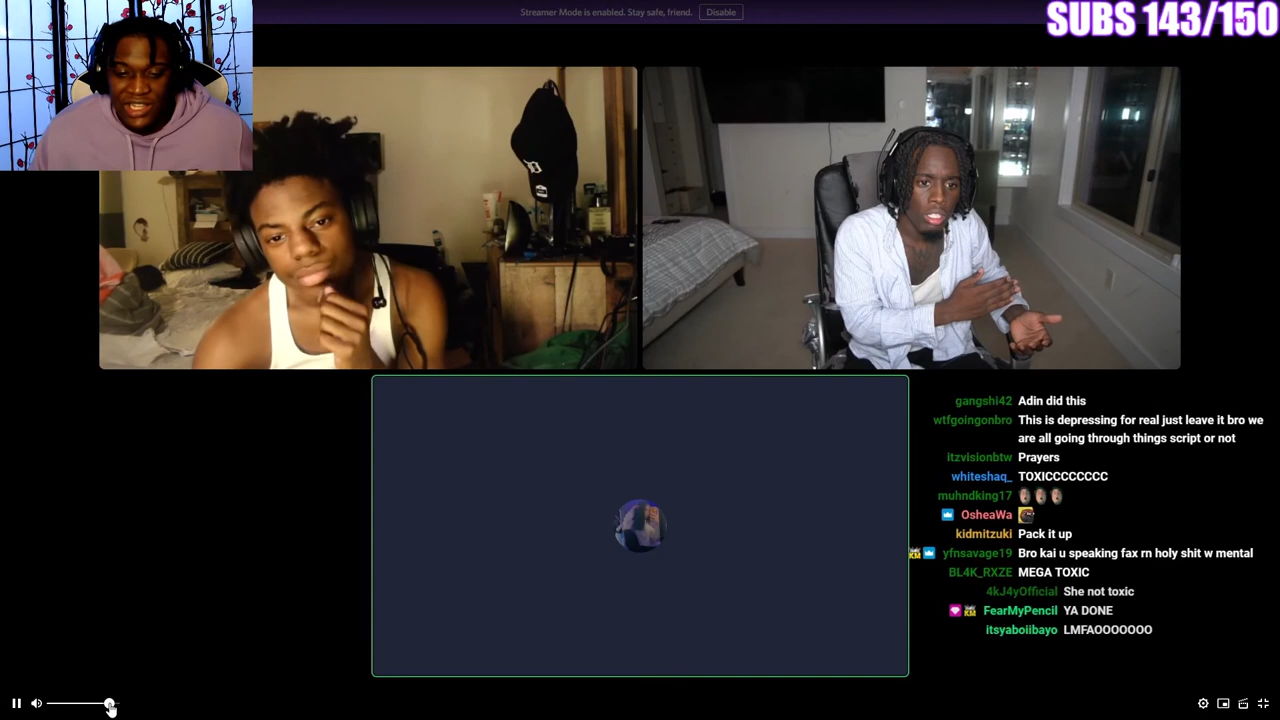 Streamer Mode is enabled. Stay safe, friend. Disable
SUBS 143/150
gangshi42 Adin did this
wtfgoingonbro This is depressing for real just leave it bro we
are all going through things script or not
itzvisionbtw Prayers
whiteshaq_ TOXICCCCCCCC
muhndking17
OsheaWa
kidmitzuki Pack it up
yfnsavage19 Bro kai u speaking fax rn holy shit w mental
BL4K_RXZE MEGA TOXIC
4kJ4yOfficial She not toxic
FearMyPencil YA DONE
itsyaboiibayo LMFAOOOOOOO